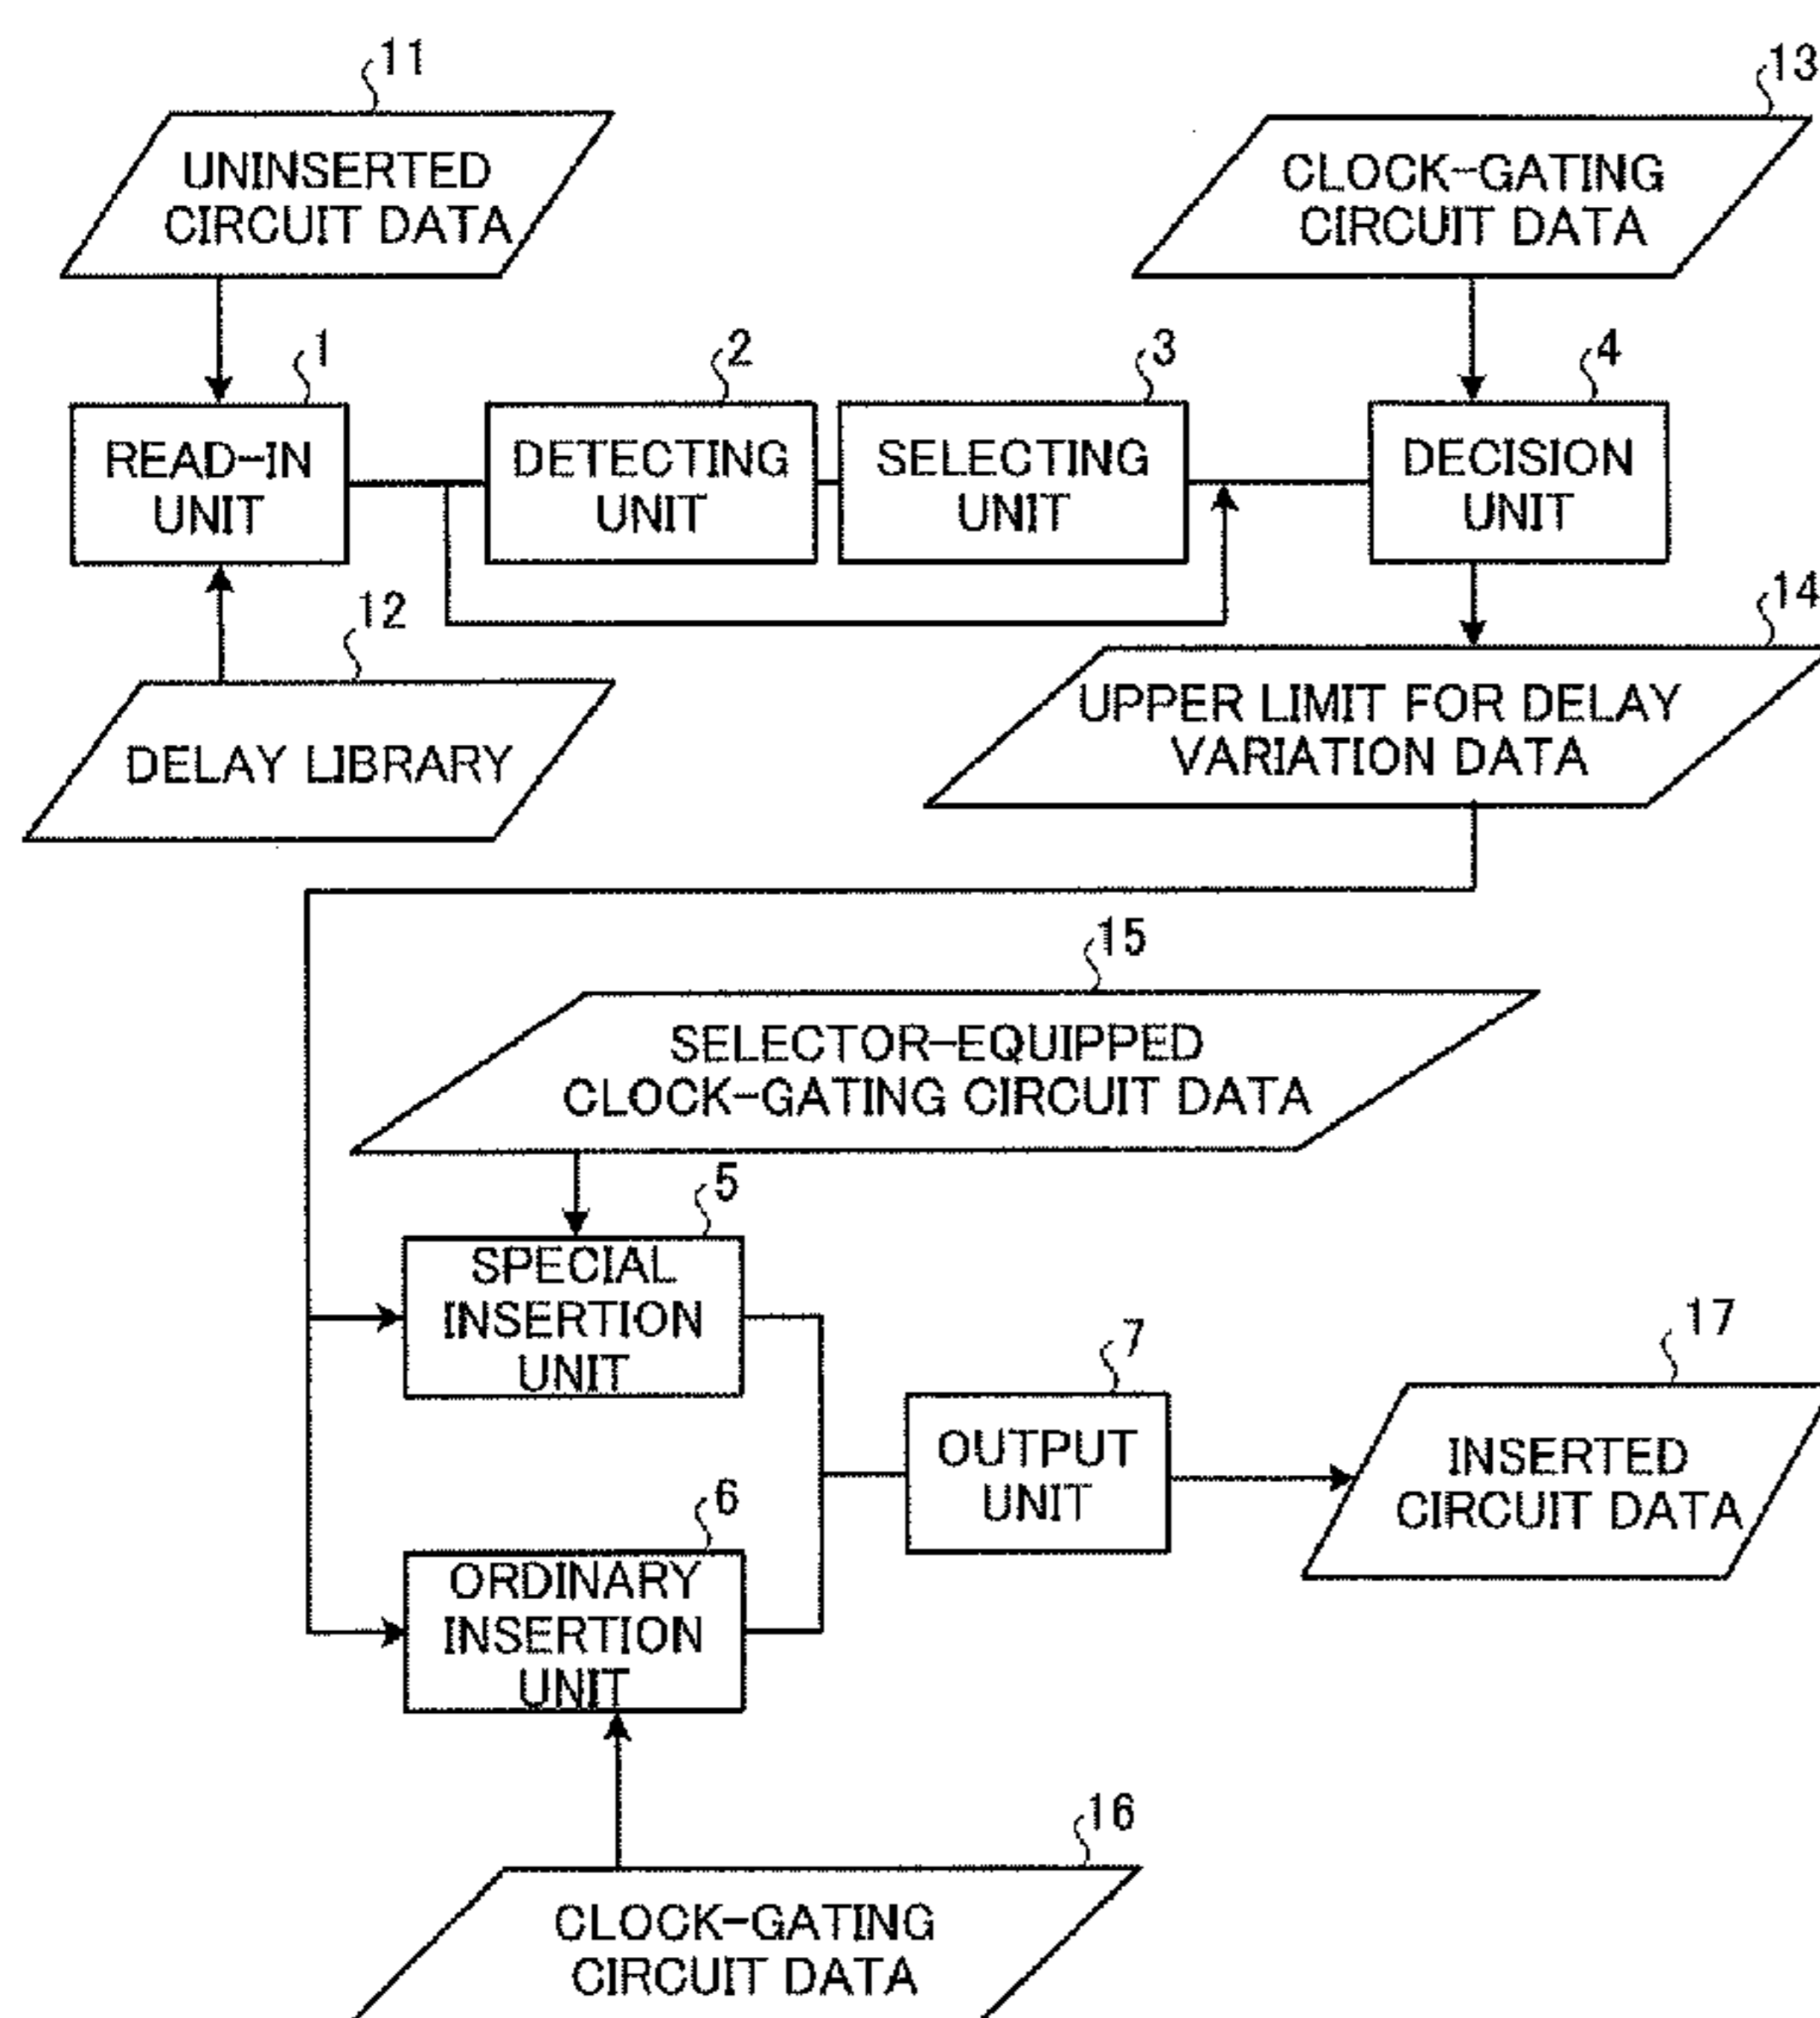 11
13
UNINSERTED
CIRCUIT DATA
CLOCK-GATING
CIRCUIT DATA
1
2
3
4
READ-IN
UNIT
DETECTING
UNIT
SELECTING
UNIT
DECISION
UNIT
12
14
DELAY LIBRARY
UPPER LIMIT FOR DELAY
VARIATION DATA
15
SELECTOR-EQUIPPED
CLOCK-GATING CIRCUIT DATA
5
SPECIAL
INSERTION
UNIT
7
17
OUTPUT
UNIT
INSERTED
CIRCUIT DATA
6
ORDINARY
INSERTION
UNIT
16
CLOCK-GATING
CIRCUIT DATA